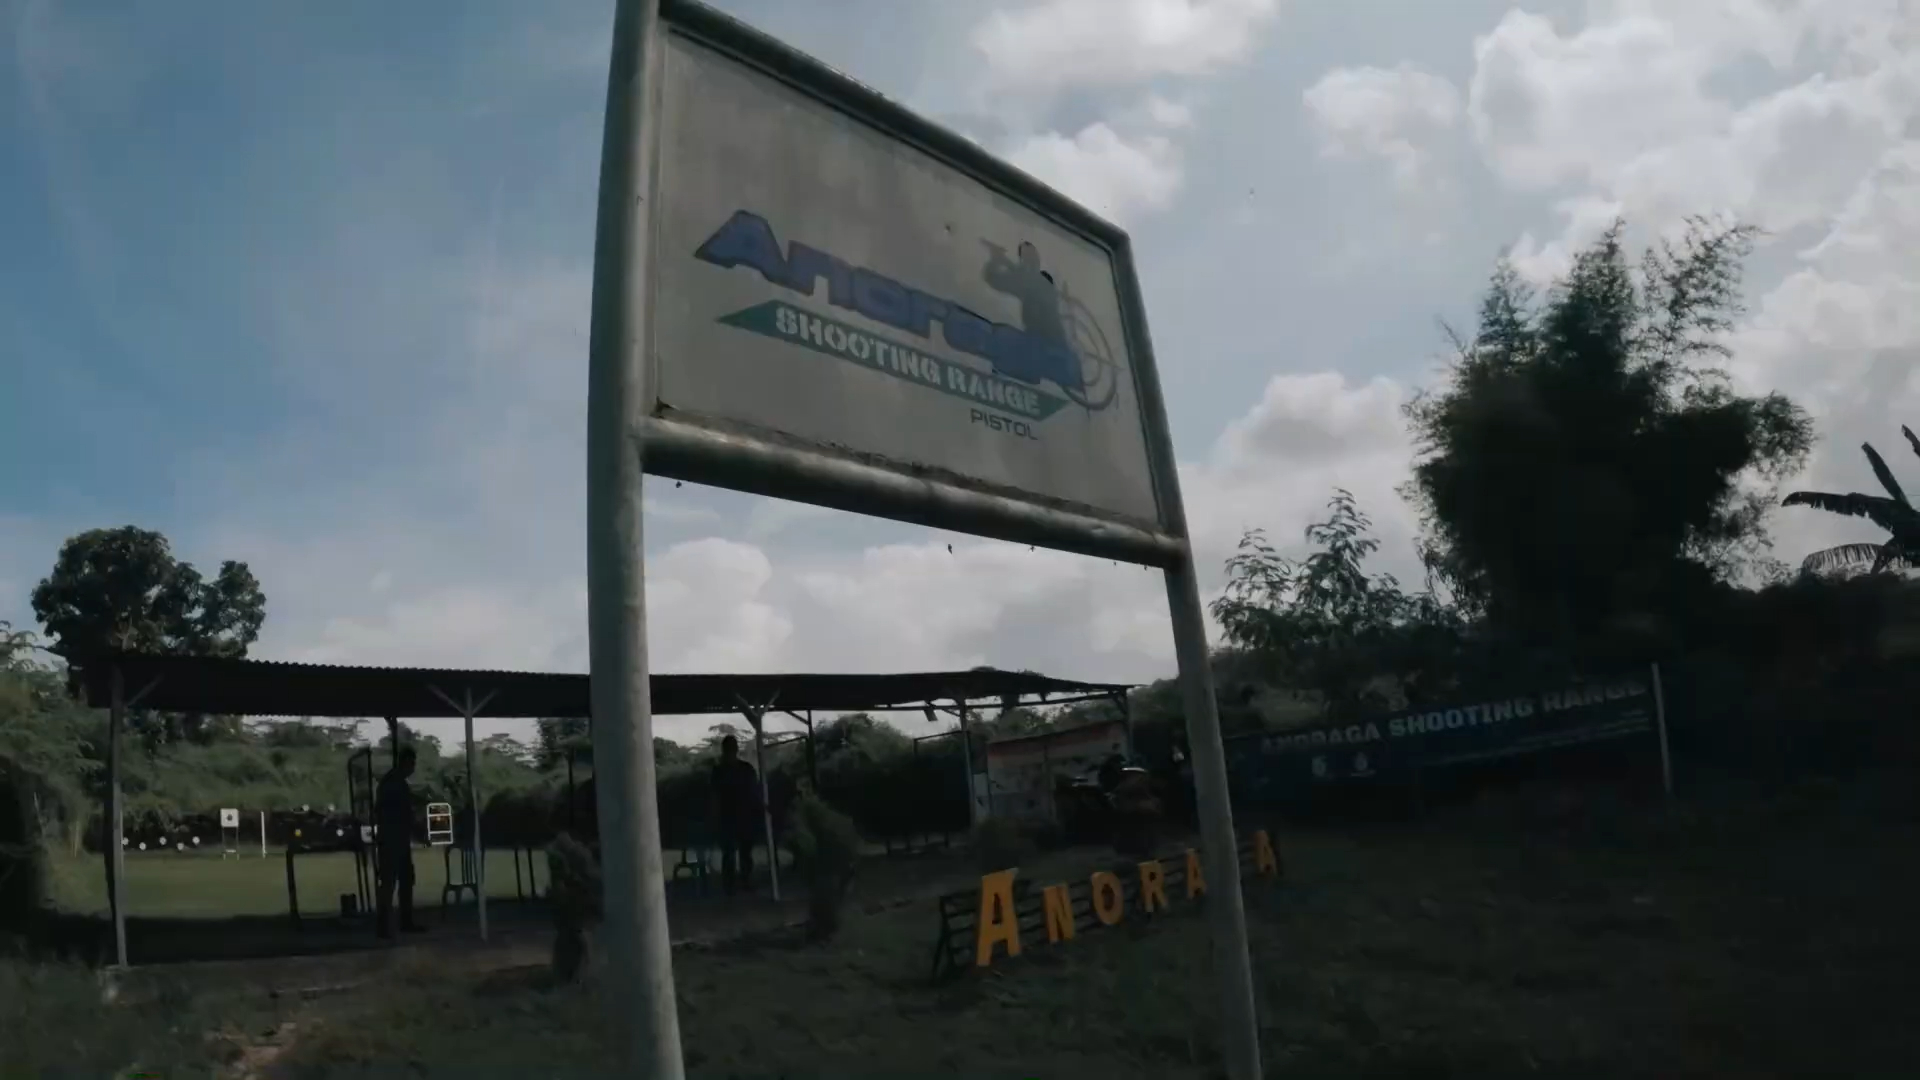 Anoraga
SHOOTING RANGE
PISTOL
ANORAGA SHOOTING RANGE
ANORA A